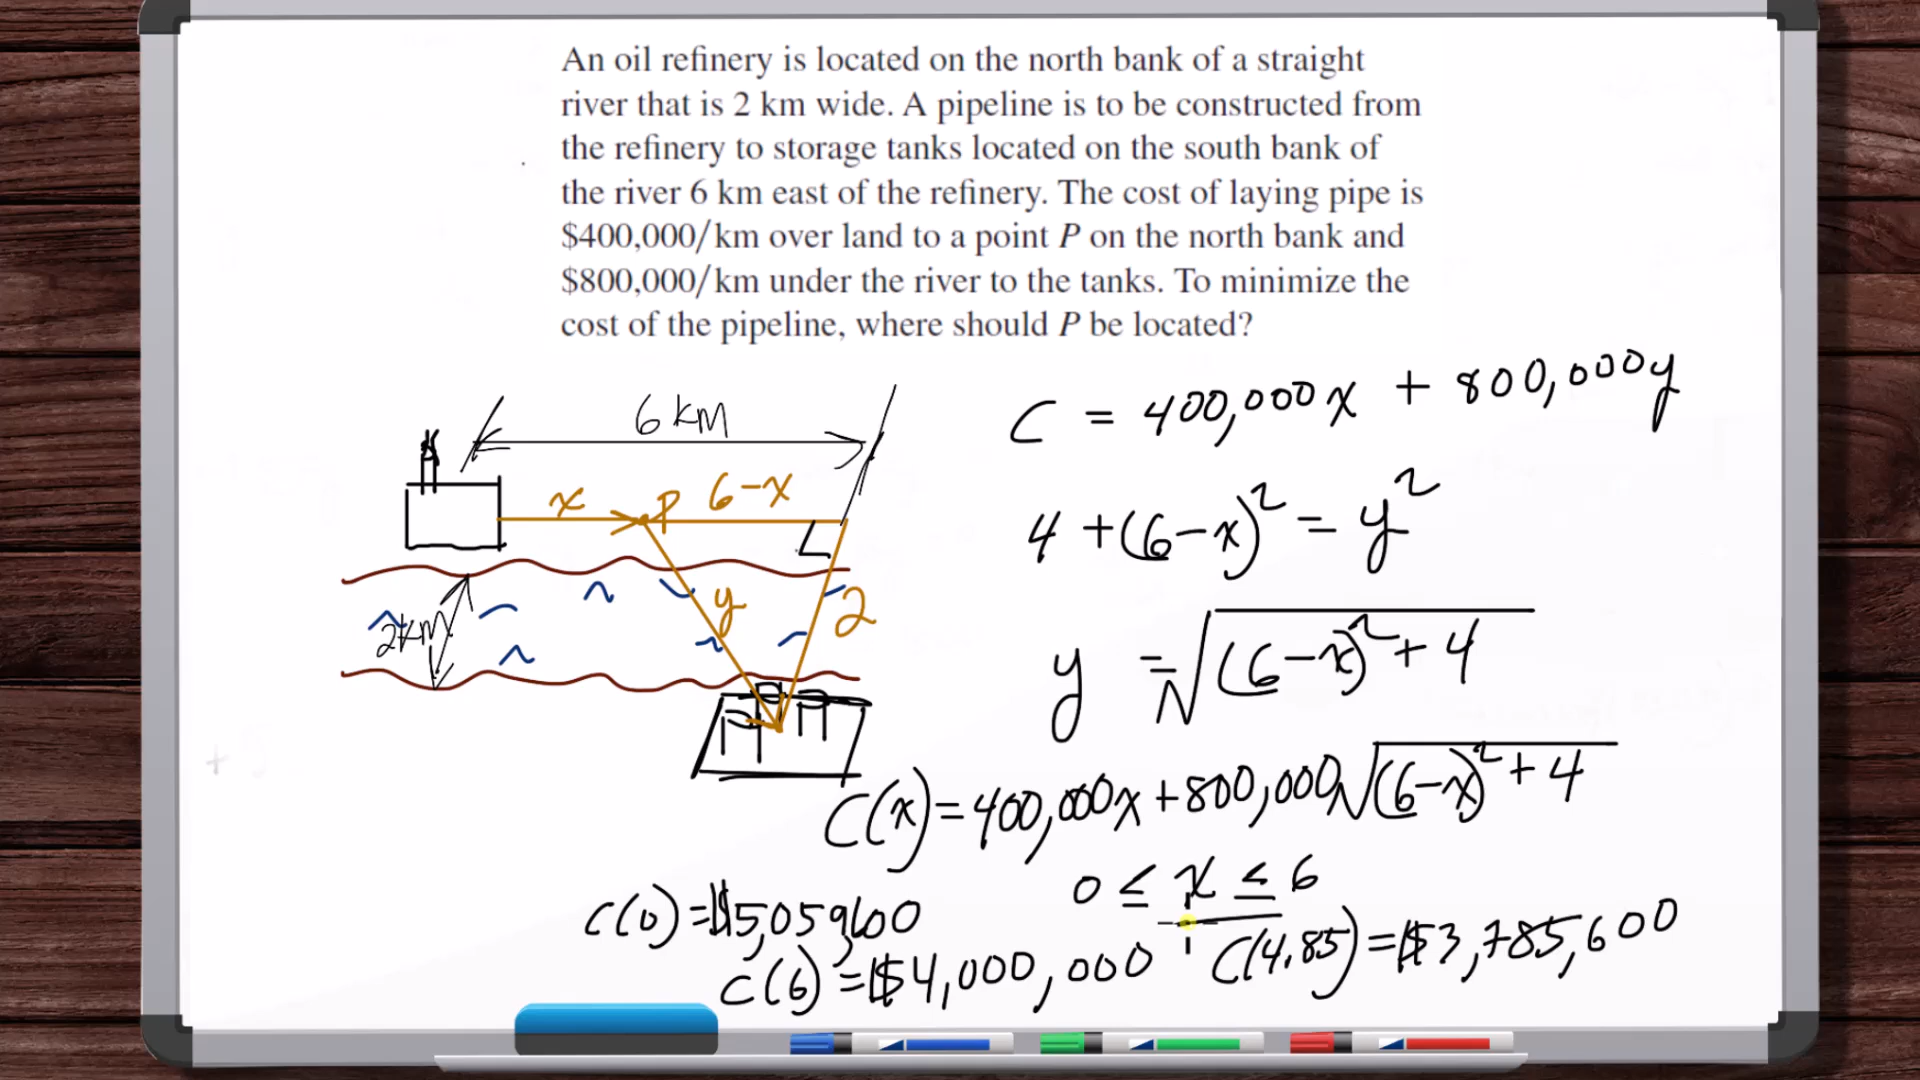 An oil refinery is located on the north bank of a straight
river that is 2 km wide. A pipeline is to be constructed from
the refinery to storage tanks located on the south bank of
the river 6 km east of the refinery. The cost of laying pipe is
$400,000/km over land to a point P on the north bank and
$800,000/km under the river to the tanks. To minimize the
cost of the pipeline, where should P be located?
C = 400,000x + 800,000y
6 KM
x P 6-x
4 + (6-x)² = y²
y 2
2KM
y = √((6-x)² + 4)
C(x) = 400,000x + 800,000√((6-x)² + 4)
0 ≤ x ≤ 6
C(0) = $5,059,600
C(4.85) = $3,785,600
C(6) = $4,000,000